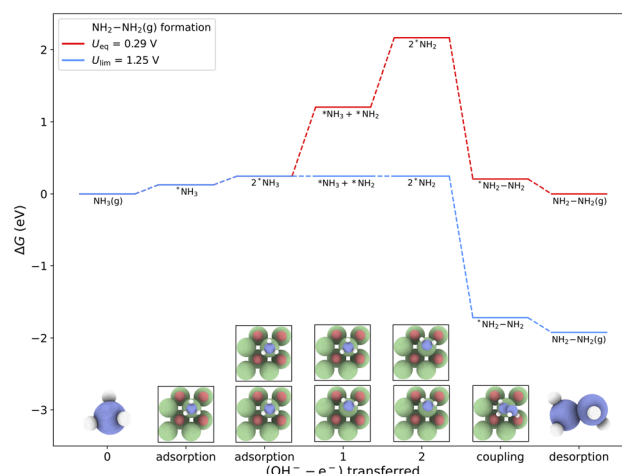 NH₂−NH₂(g) formation
U_eq = 0.29 V
U_lim = 1.25 V
ΔG (eV)
2
1
0
−1
−2
−3
2*NH₂
*NH₃ + *NH₂
NH₃(g)
*NH₃
2*NH₃
*NH₃ + *NH₂
2*NH₂
*NH₂−NH₂
NH₂−NH₂(g)
*NH₂−NH₂
NH₂−NH₂(g)
0 adsorption adsorption 1 2 coupling desorption
(OH⁻ − e⁻) transferred